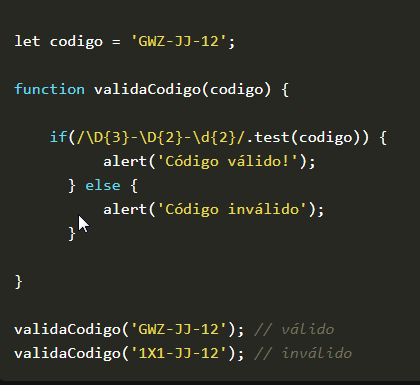 let codigo = 'GWZ-JJ-12';
function validaCodigo(codigo) {
if(/\D{3}-\D{2}-\d{2}/.test(codigo)) {
alert('Código válido!');
} else {
alert('Código inválido');
}
}
validaCodigo('GWZ-JJ-12'); // válido
validaCodigo('1X1-JJ-12'); // inválido